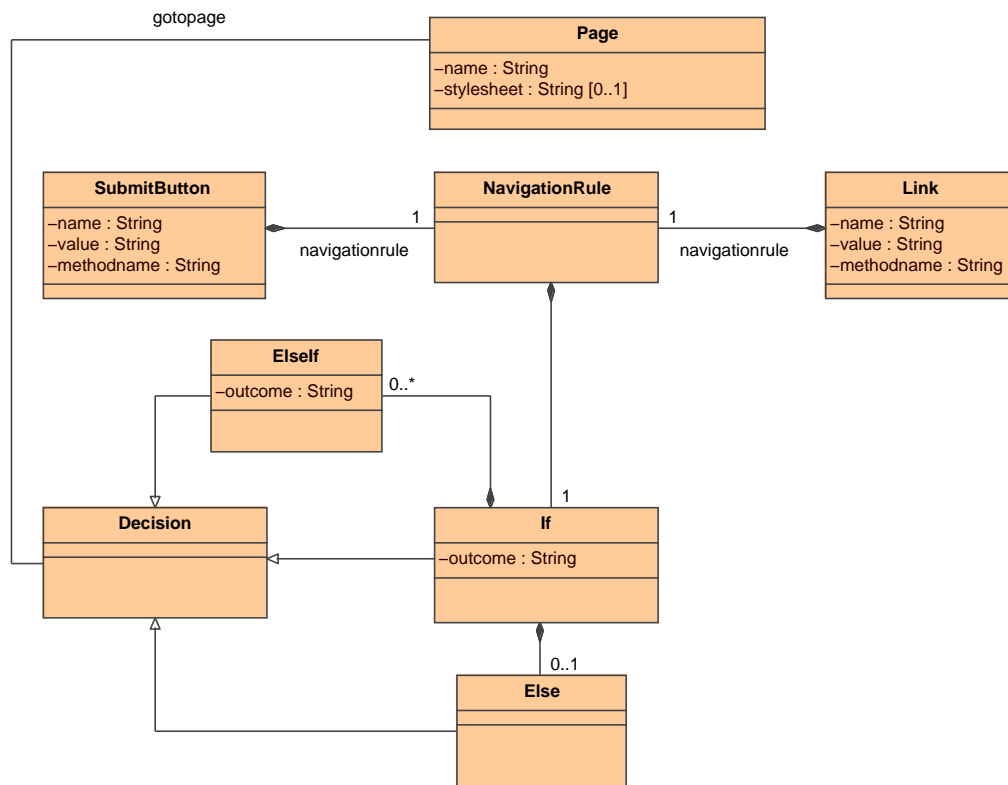 gotopage
Page
–name : String
–stylesheet : String [0..1]
SubmitButton
–name : String
–value : String
–methodname : String
1
navigationrule
NavigationRule
1
navigationrule
Link
–name : String
–value : String
–methodname : String
ElseIf
–outcome : String
0..*
1
Decision
If
–outcome : String
0..1
Else